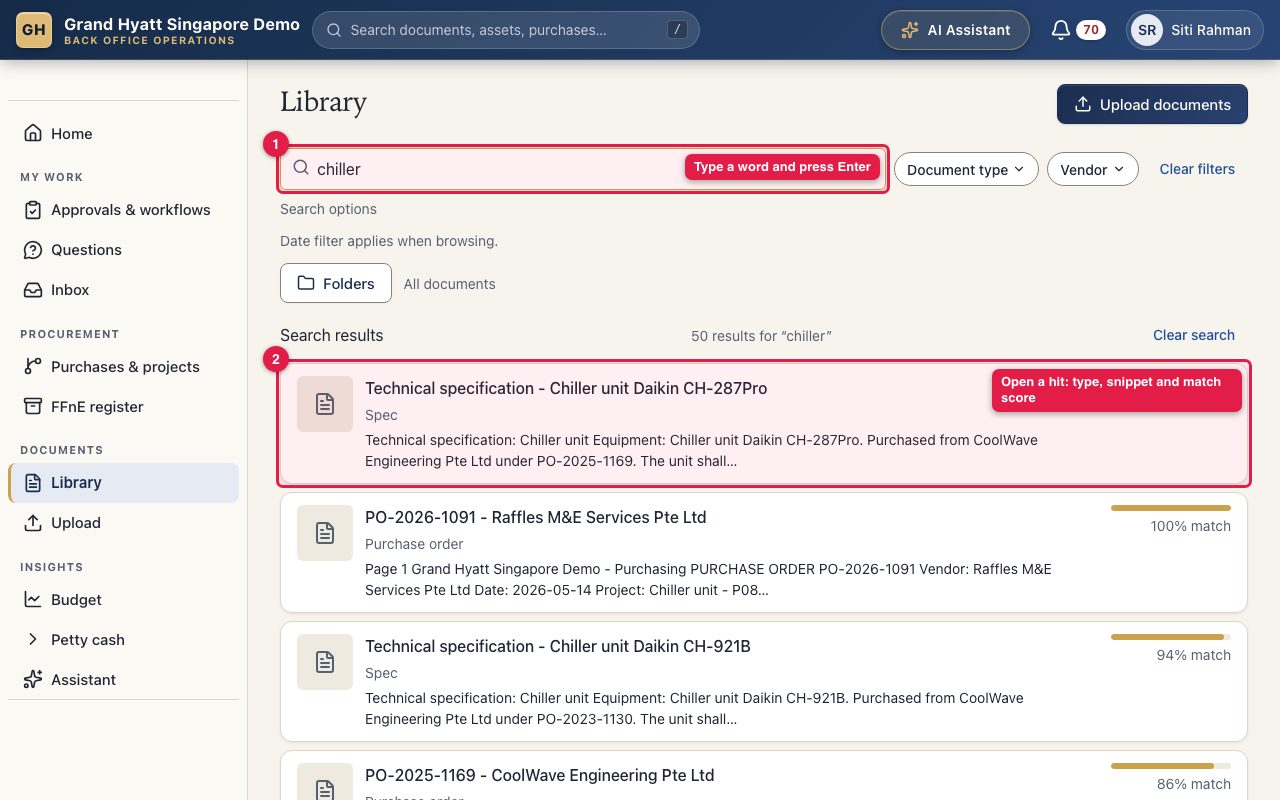 GH
Grand Hyatt Singapore Demo
BACK OFFICE OPERATIONS
Search documents, assets, purchases...
/
AI Assistant
70
SR
Siti Rahman
Home
MY WORK
Approvals & workflows
Questions
Inbox
PROCUREMENT
Purchases & projects
FFnE register
DOCUMENTS
Library
Upload
INSIGHTS
Budget
Petty cash
Assistant
Library
Upload documents
1
chiller
Type a word and press Enter
Document type
Vendor
Clear filters
Search options
Date filter applies when browsing.
Folders
All documents
Search results
50 results for “chiller”
Clear search
2
Technical specification - Chiller unit Daikin CH-287Pro
Open a hit: type, snippet and match
score
Spec
Technical specification: Chiller unit Equipment: Chiller unit Daikin CH-287Pro. Purchased from CoolWave
Engineering Pte Ltd under PO-2025-1169. The unit shall...
PO-2026-1091 - Raffles M&E Services Pte Ltd
100% match
Purchase order
Page 1 Grand Hyatt Singapore Demo - Purchasing PURCHASE ORDER PO-2026-1091 Vendor: Raffles M&E
Services Pte Ltd Date: 2026-05-14 Project: Chiller unit - P08...
Technical specification - Chiller unit Daikin CH-921B
94% match
Spec
Technical specification: Chiller unit Equipment: Chiller unit Daikin CH-921B. Purchased from CoolWave
Engineering Pte Ltd under PO-2023-1130. The unit shall...
PO-2025-1169 - CoolWave Engineering Pte Ltd
86% match
Purchase order